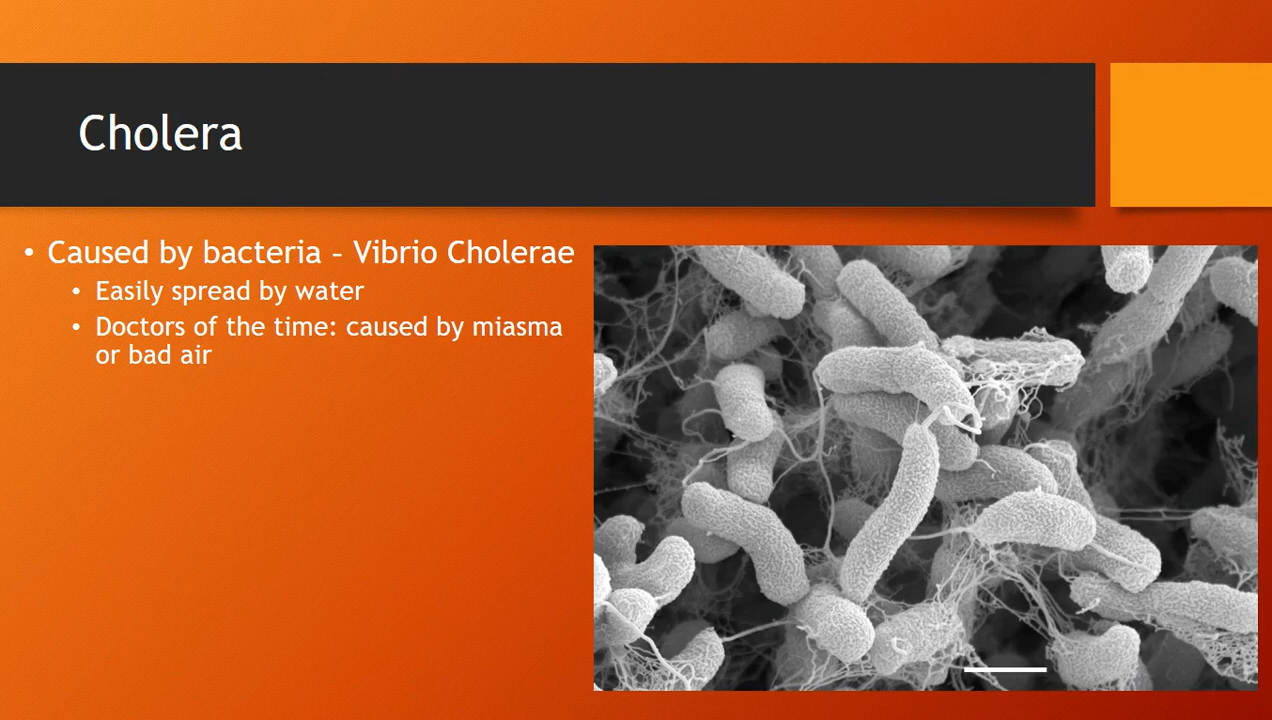 Cholera
• Caused by bacteria – Vibrio Cholerae
• Easily spread by water
• Doctors of the time: caused by miasma
or bad air